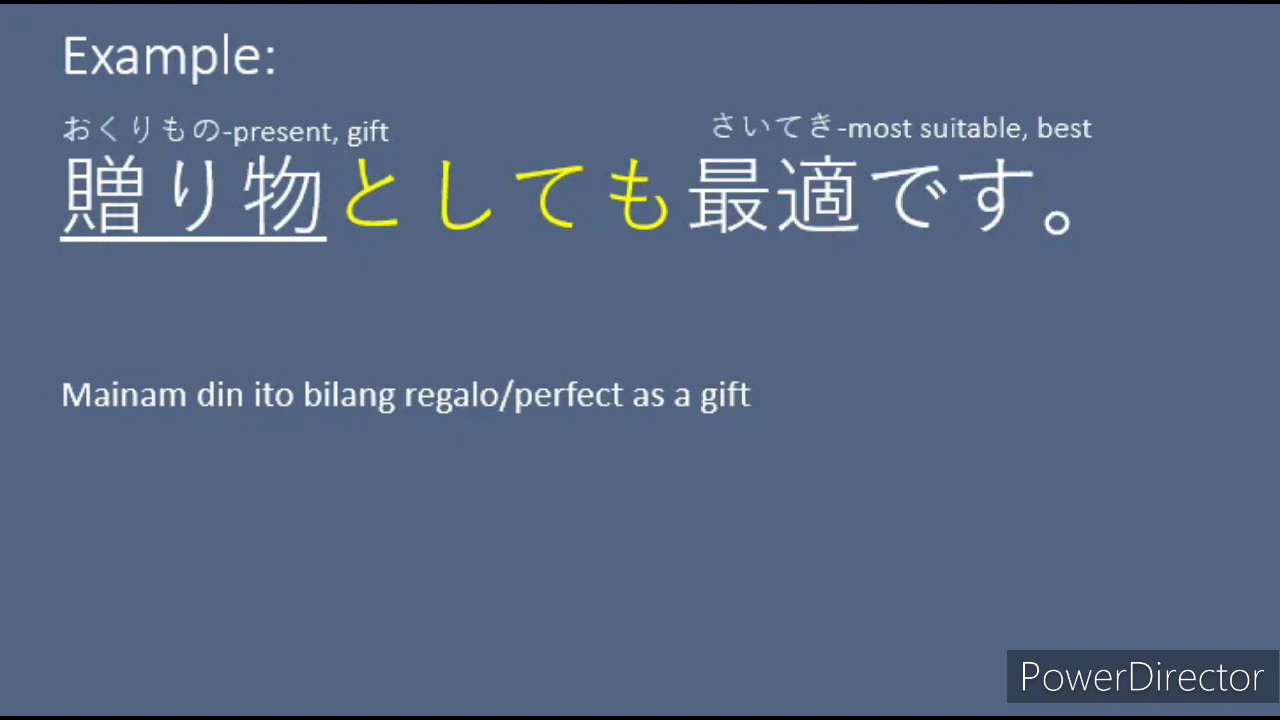 Example:
おくりもの-present, gift さいてき-most suitable, best
贈り物としても最適です。
Mainam din ito bilang regalo/perfect as a gift
PowerDirector